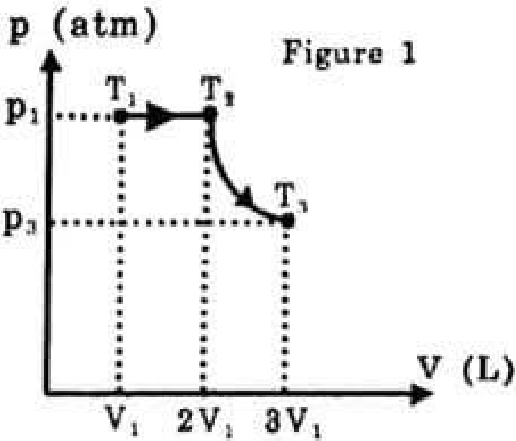 p (atm)
Figure 1
T₁ T₂
p₁
T₃
p₃
V (L)
V₁ 2V₁ 3V₁